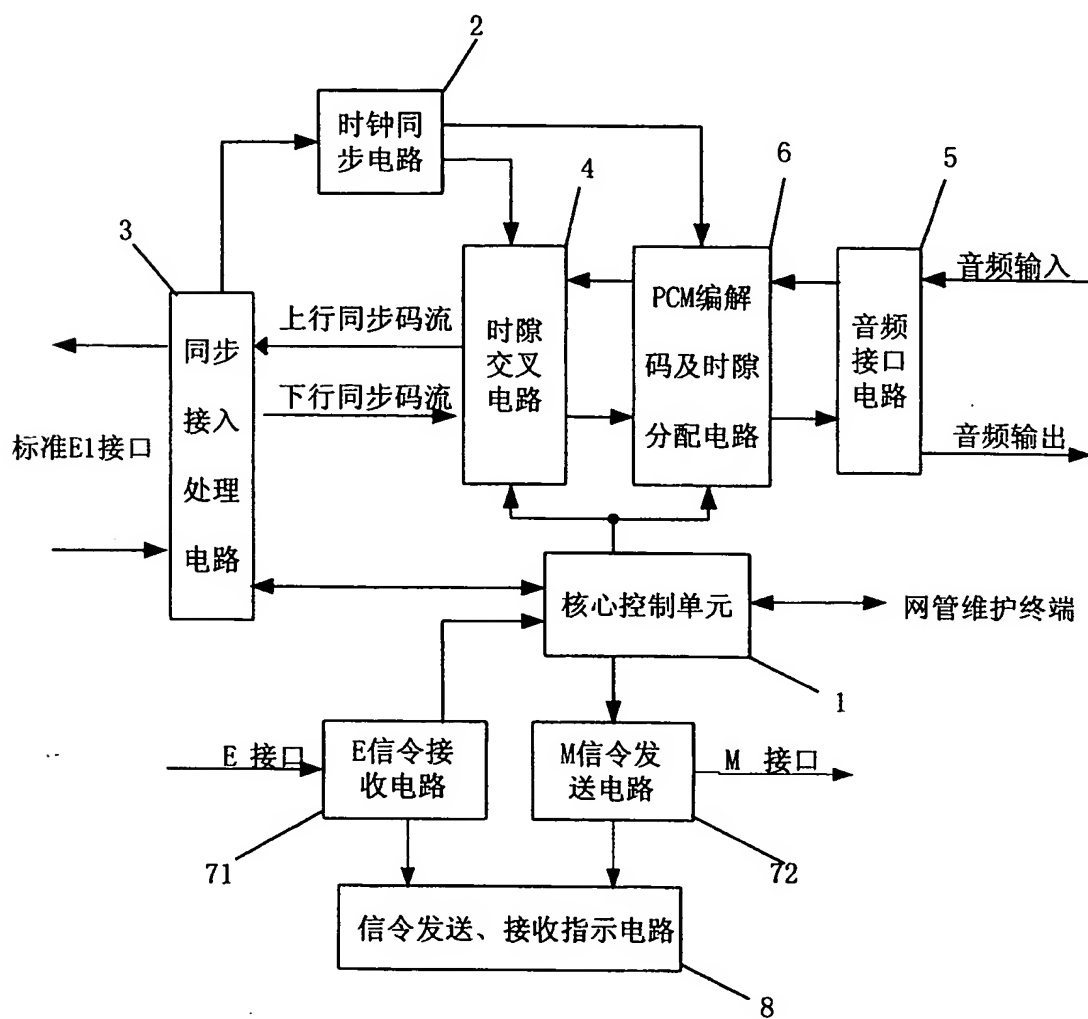 2
时钟同
步电路
4
6
5
3
音频输入
上行同步码流
时隙
交叉
电路
PCM编解
码及时隙
分配电路
音频
接口
电路
同步
接入
处理
电路
下行同步码流
标准E1接口
音频输出
核心控制单元
网管维护终端
1
E 接口
E信令接
收电路
M信令发
送电路
M 接口
71
72
信令发送、接收指示电路
8